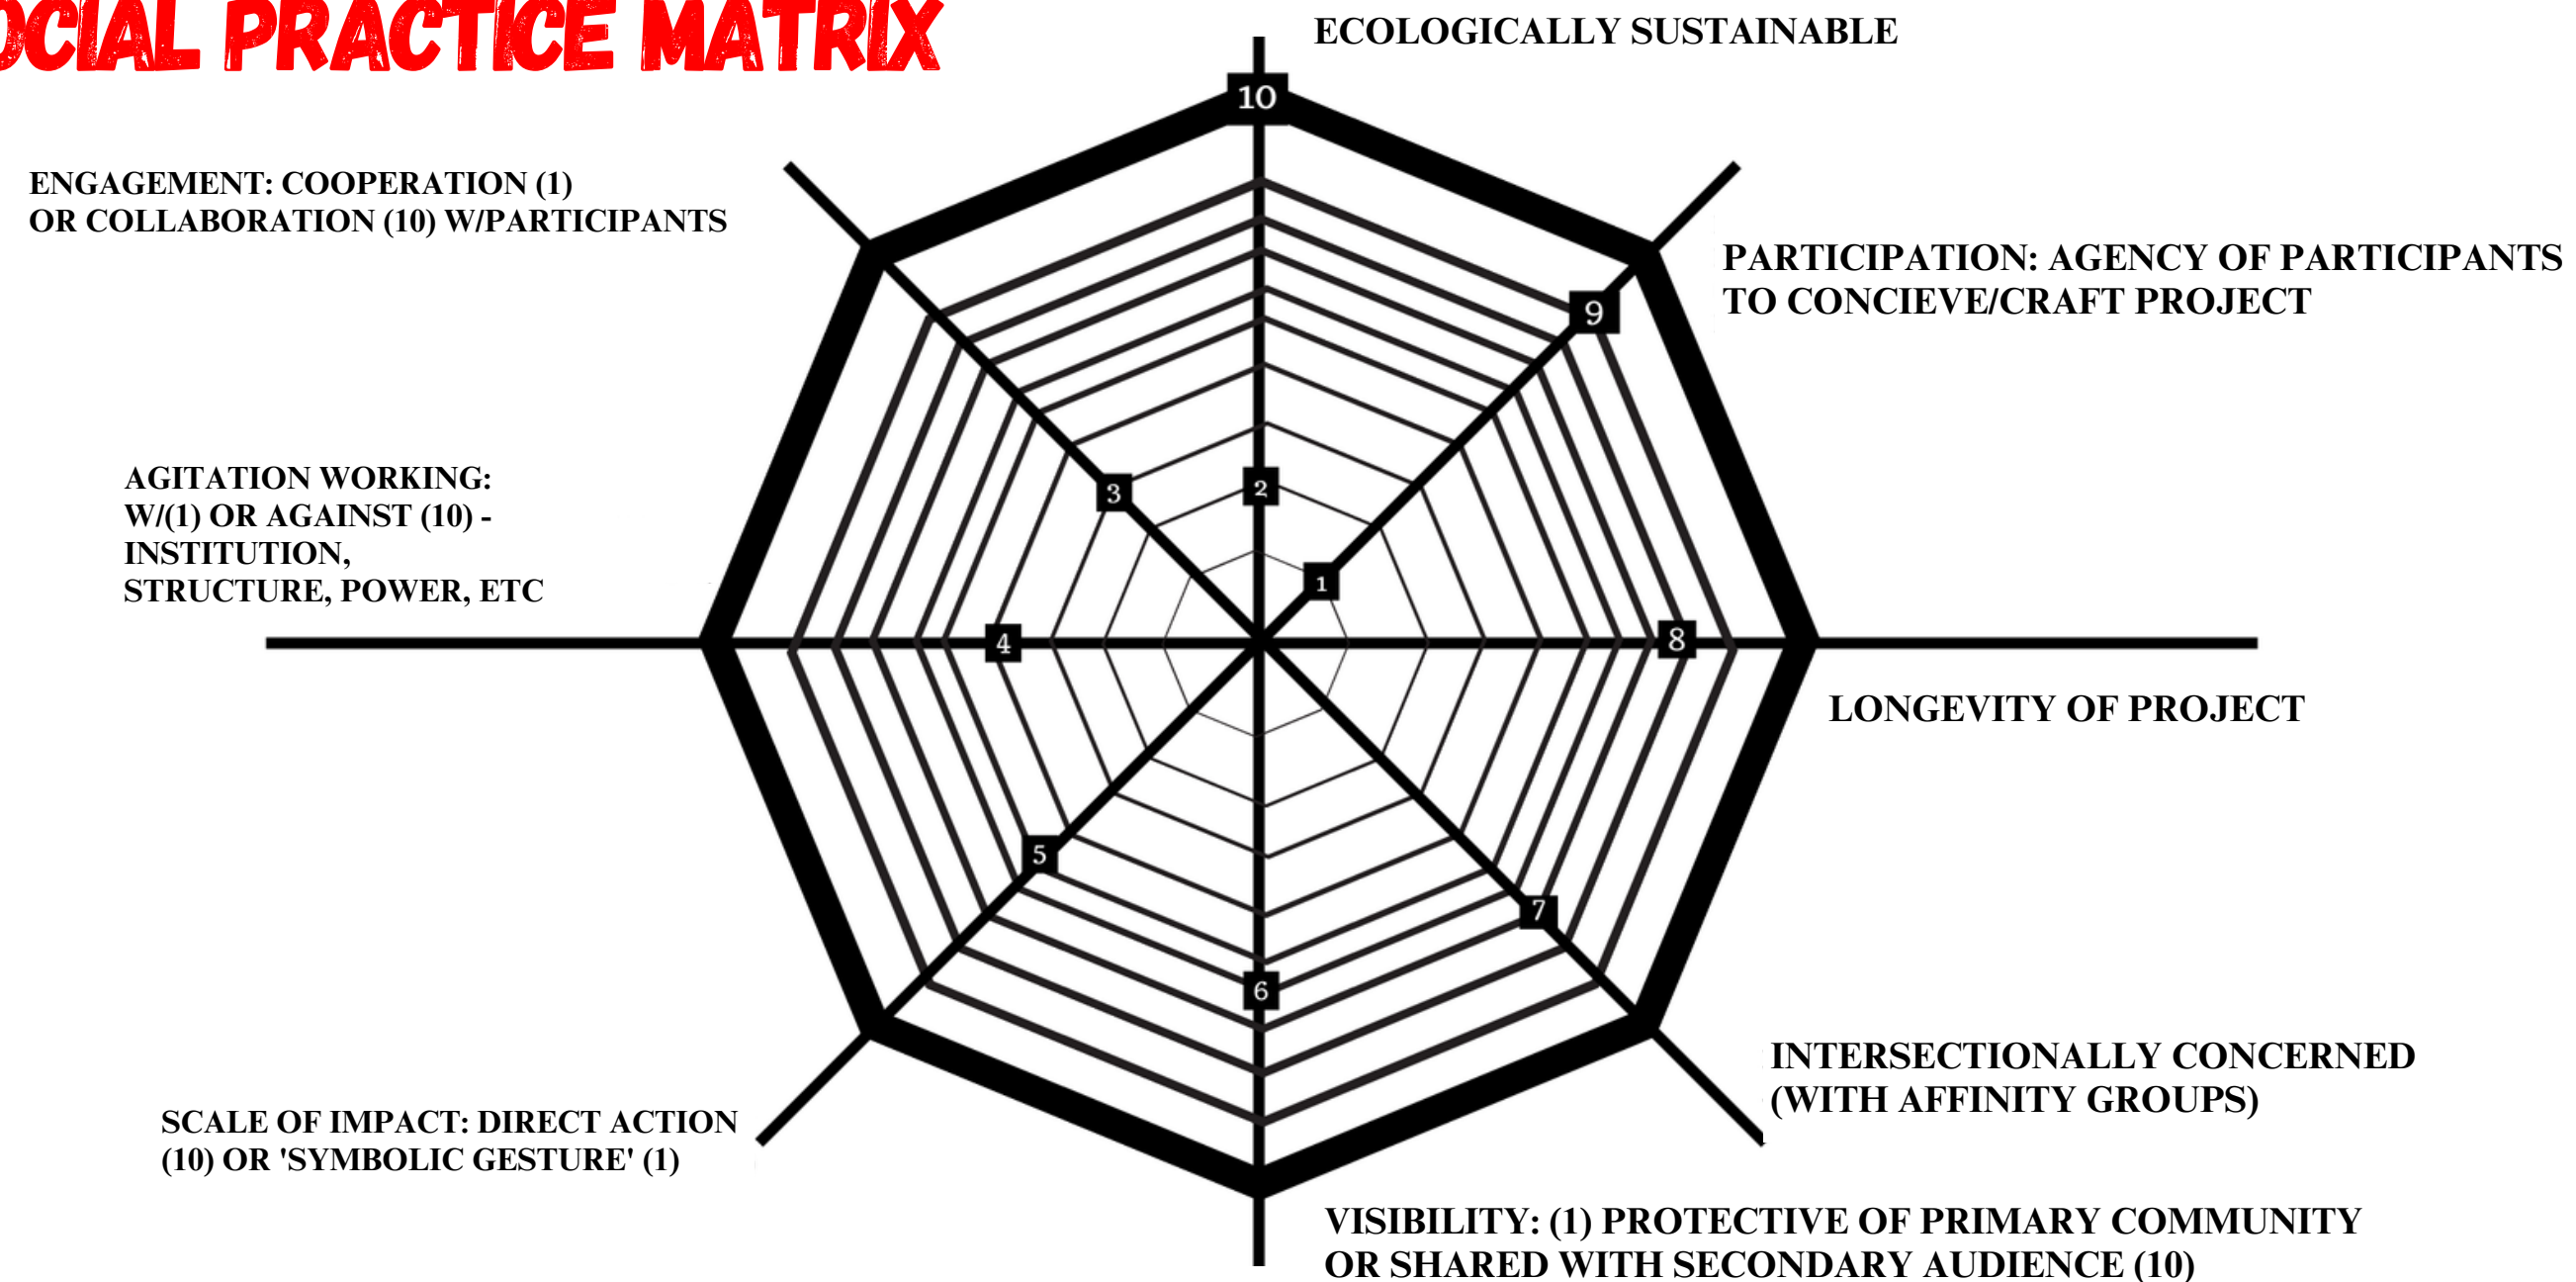 OCIAL PRACTICE MATRIX
ECOLOGICALLY SUSTAINABLE
10
ENGAGEMENT: COOPERATION (1)
OR COLLABORATION (10) W/PARTICIPANTS
PARTICIPATION: AGENCY OF PARTICIPANTS
TO CONCIEVE/CRAFT PROJECT
9
AGITATION WORKING:
W/(1) OR AGAINST (10) -
INSTITUTION,
STRUCTURE, POWER, ETC
3
2
1
4
8
LONGEVITY OF PROJECT
5
7
6
INTERSECTIONALLY CONCERNED
(WITH AFFINITY GROUPS)
SCALE OF IMPACT: DIRECT ACTION
(10) OR 'SYMBOLIC GESTURE' (1)
VISIBILITY: (1) PROTECTIVE OF PRIMARY COMMUNITY
OR SHARED WITH SECONDARY AUDIENCE (10)